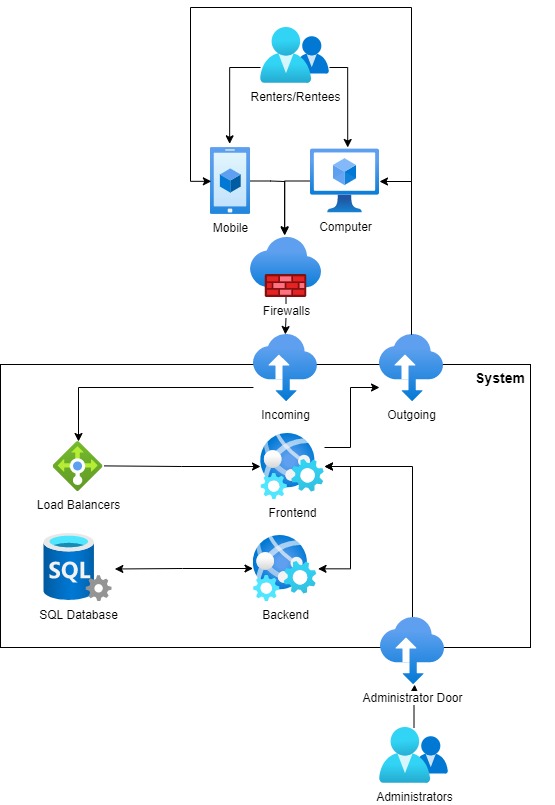 Renters/Rentees
Mobile
Computer
Firewalls
System
Incoming
Outgoing
Load Balancers
Frontend
SQL
SQL Database
Backend
Administrator Door
Administrators